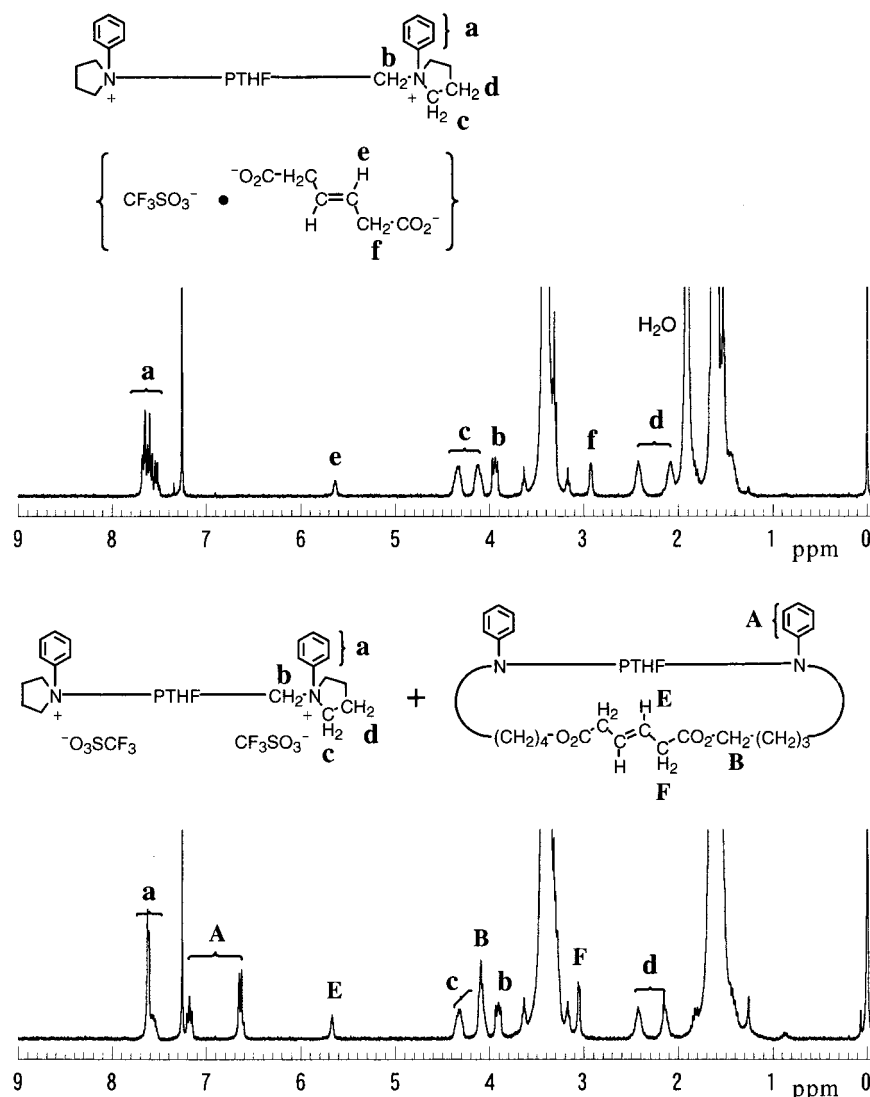 a
b
N
+
PTHF
CH2
N
+
C
H2
CH2
d
c
e
CF3SO3−
•
−O2C-H2C
H
C=C
H
CH2-CO2−
f
H2O
a
e
c
b
f
d
9 8 7 6 5 4 3 2 1 0
ppm
a
b
N
+
PTHF
CH2
N
+
C
H2
CH2
d
c
−O3SCF3
CF3SO3−
+
A
N
PTHF
N
(CH2)4-O2C
H2
C
H
E
C=C
H
C
H2
CO2-CH2-(CH2)3
B
F
a
A
E
c
B
b
F
d
9 8 7 6 5 4 3 2 1 0
ppm